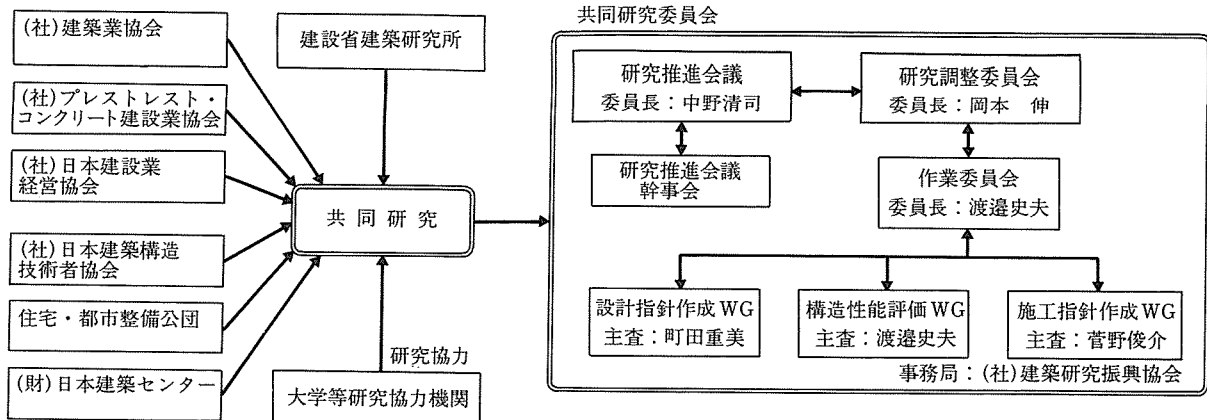 (社)建築業協会
(社)プレストレスト・
コンクリート建設業協会
(社)日本建設業
経営協会
(社)日本建築構造
技術者協会
住宅・都市整備公団
(財)日本建築センター
建設省建築研究所
共同研究
研究協力
大学等研究協力機関
共同研究委員会
研究推進会議
委員長：中野清司
研究調整委員会
委員長：岡本 伸
研究推進会議
幹事会
作業委員会
委員長：渡邉史夫
設計指針作成WG
主査：町田重美
構造性能評価WG
主査：渡邉史夫
施工指針作成WG
主査：菅野俊介
事務局：(社)建築研究振興協会